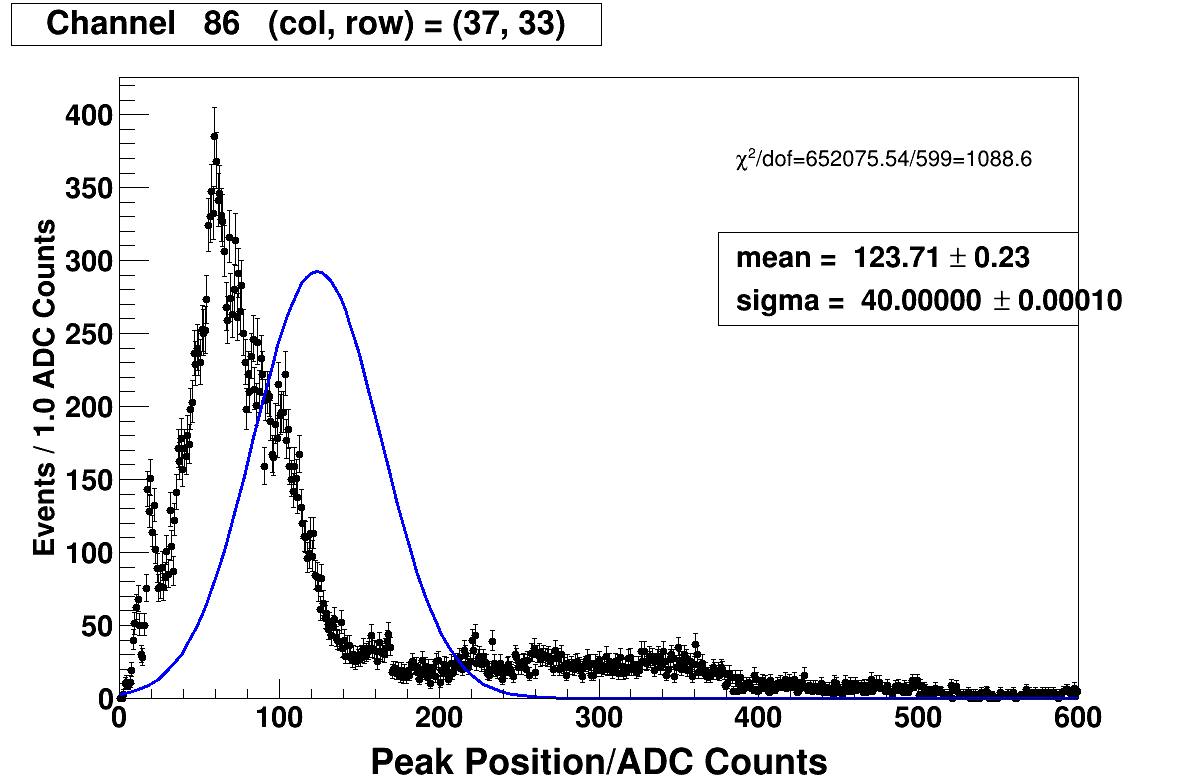 Channel 86 (col, row) = (37, 33)
400
350
300
250
200
150
100
50
0
Events / 1.0 ADC Counts
χ²/dof=652075.54/599=1088.6
mean = 123.71 ± 0.23
sigma = 40.00000 ± 0.00010
0 100 200 300 400 500 600
Peak Position/ADC Counts